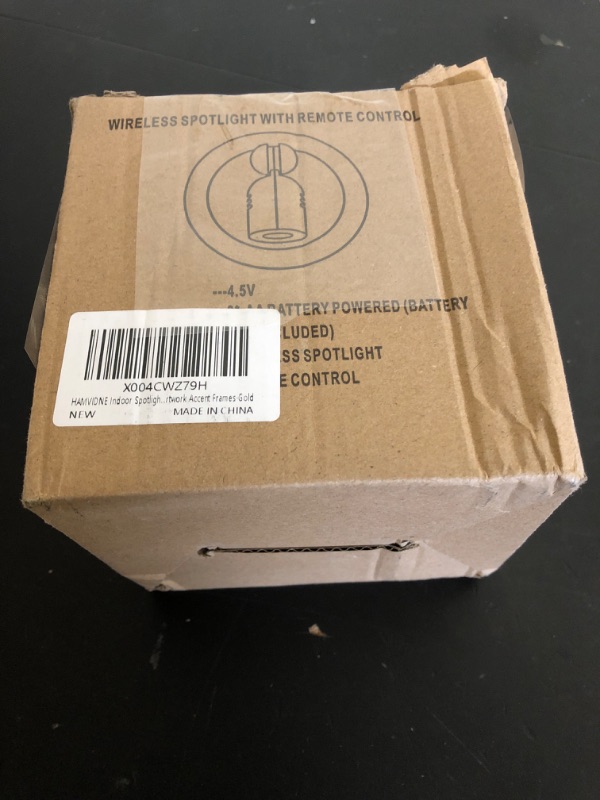 WIRELESS SPOTLIGHT WITH REMOTE CONTROL
---4.5V
AA BATTERY POWERED (BATTERY
LUDED)
SS SPOTLIGHT
E CONTROL
X004CWZ79H
HAMVIDNE Indoor Spotligh...rtwork Accent Frames Gold
NEW MADE IN CHINA